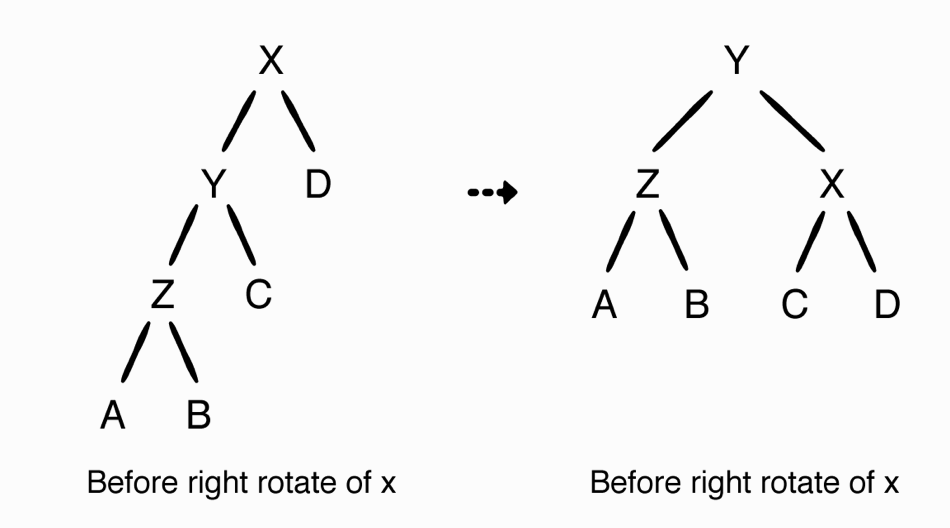 X
Y D
Z C
A B
Before right rotate of x
Y
Z X
A B C D
Before right rotate of x